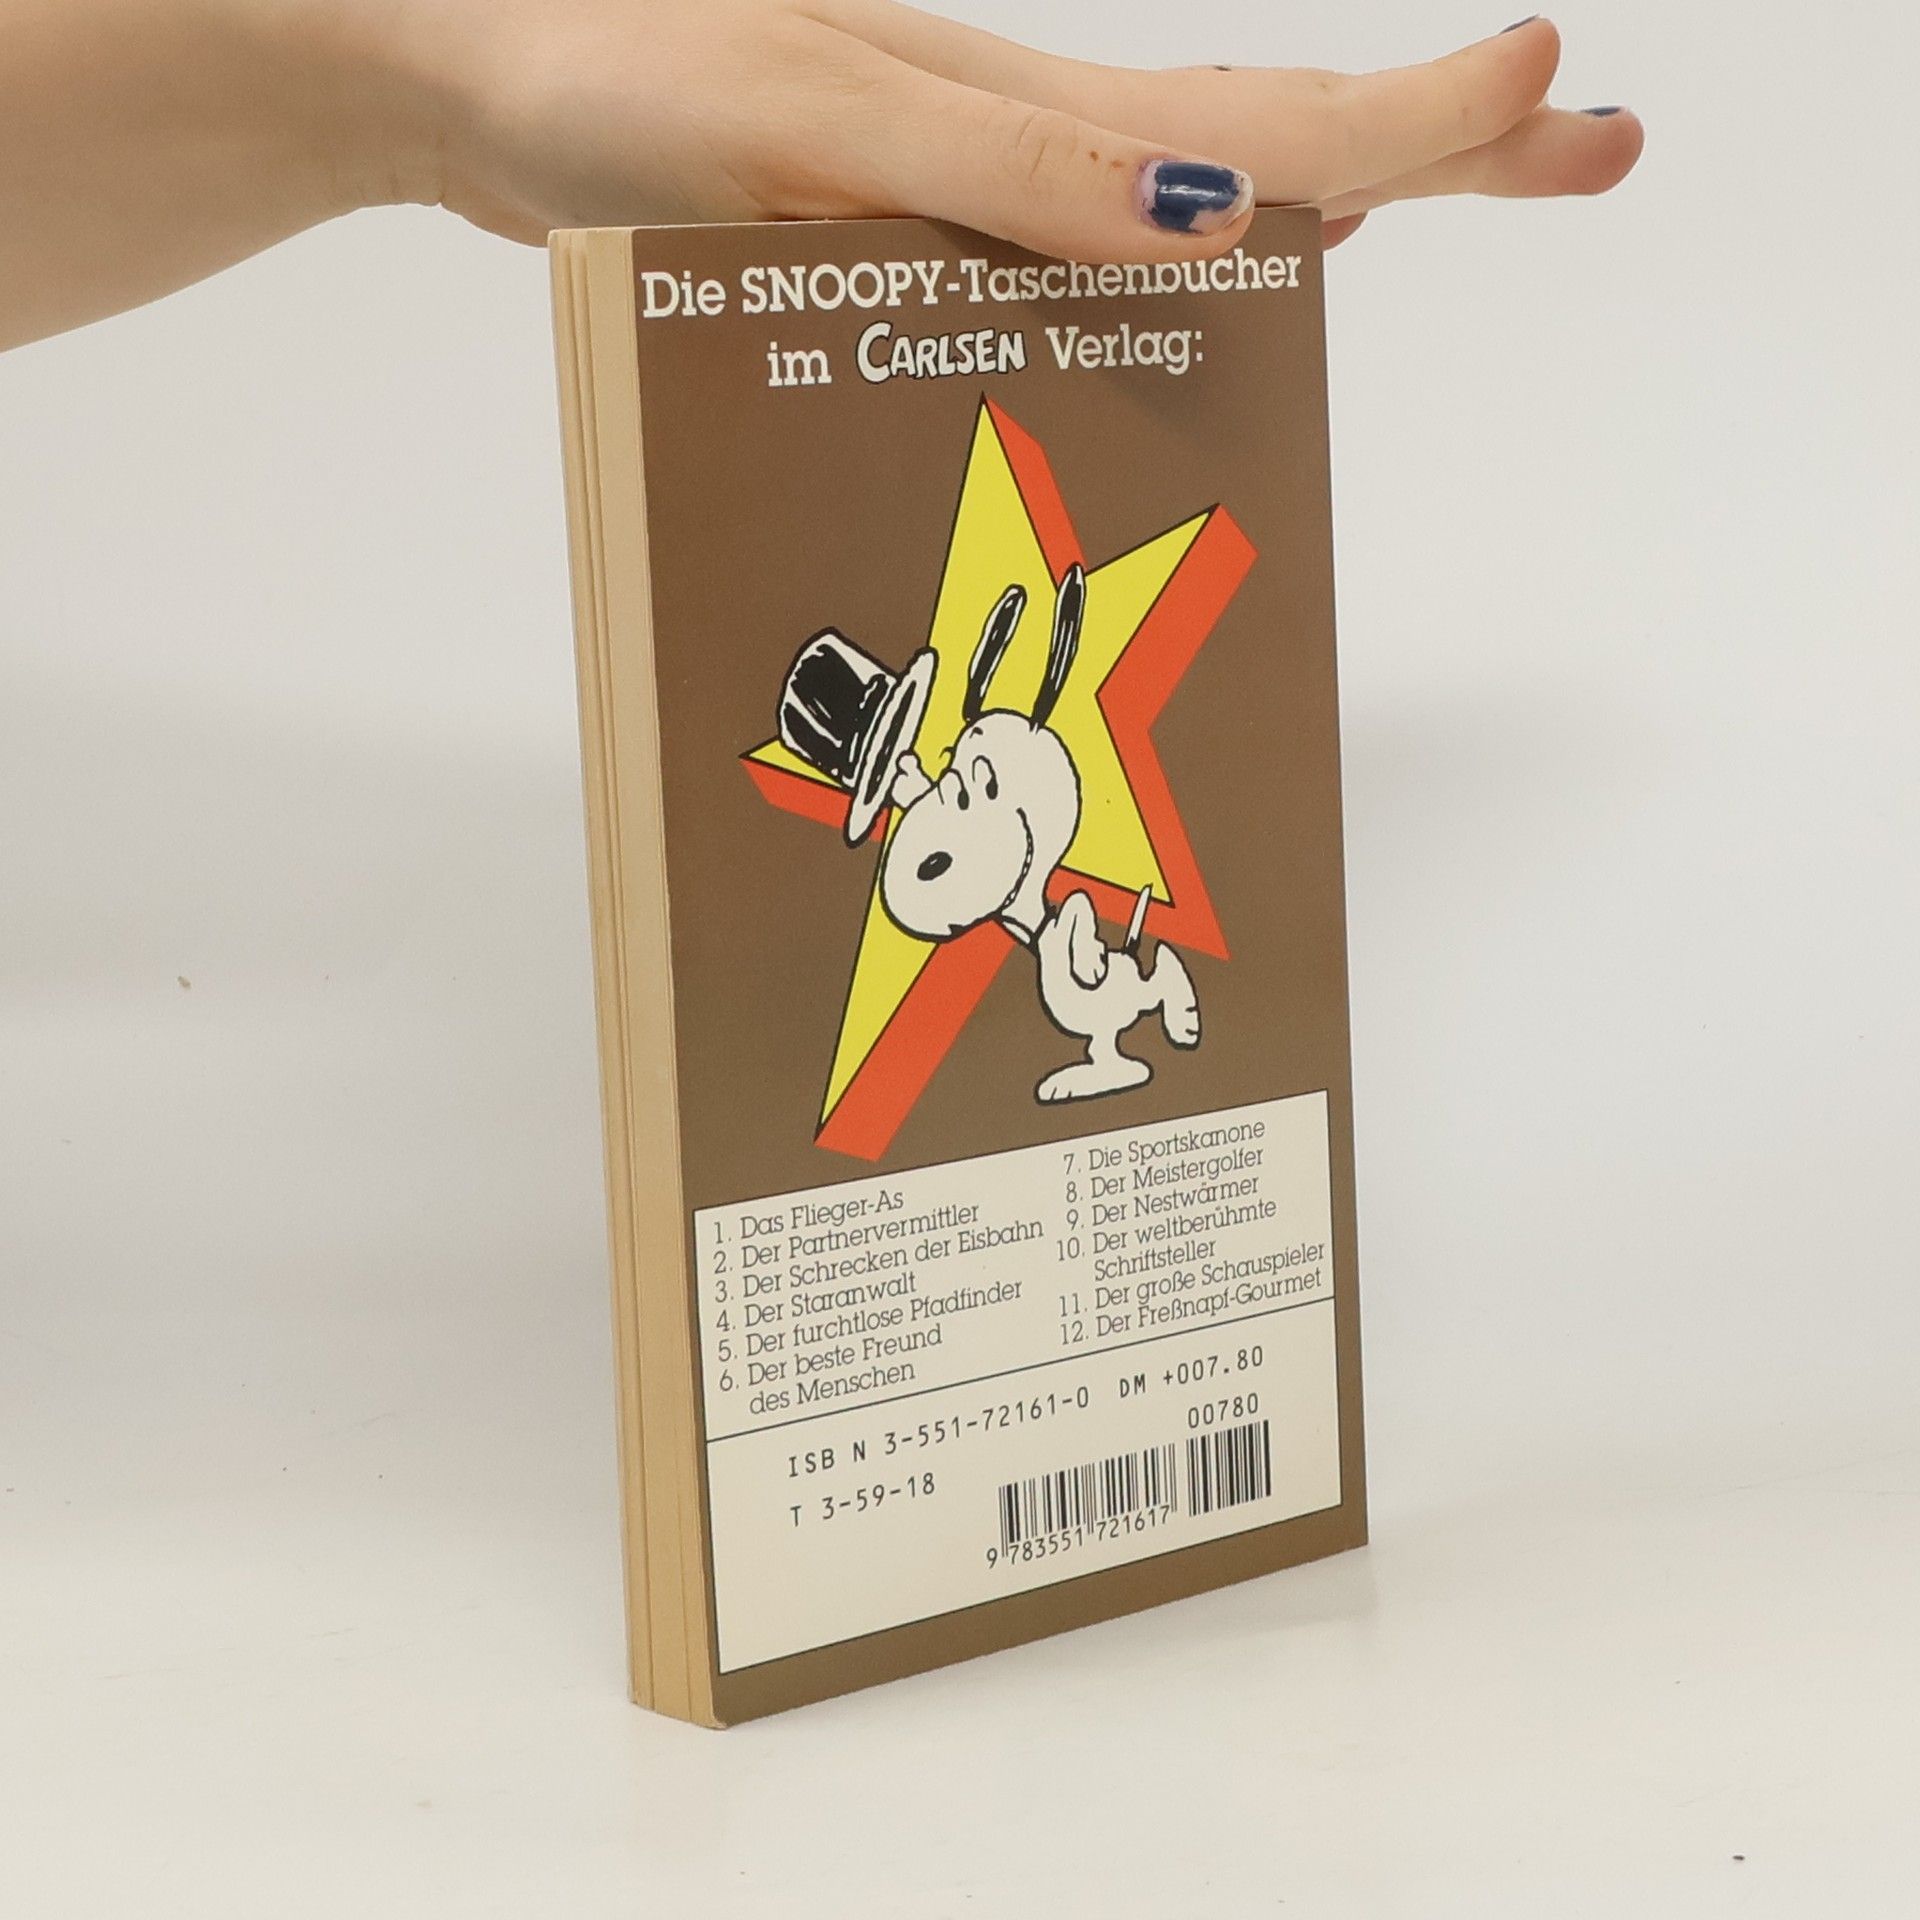 Die SNOOPY-Taschenbücher
im CARLSEN Verlag:
1. Das Flieger-As
2. Der Partnervermittler
3. Der Schrecken der Eisbahn
4. Der Staranwalt
5. Der furchtlose Pfadfinder
6. Der beste Freund
des Menschen
7. Die Sportskanone
8. Der Meistergolfer
9. Der Nestwärmer
10. Der weltberühmte
Schriftsteller
11. Der große Schauspieler
12. Der Freßnapf-Gourmet
ISB N 3-551-72161-0 DM +007.80
T 3-59-18
00780
9 783551 721617